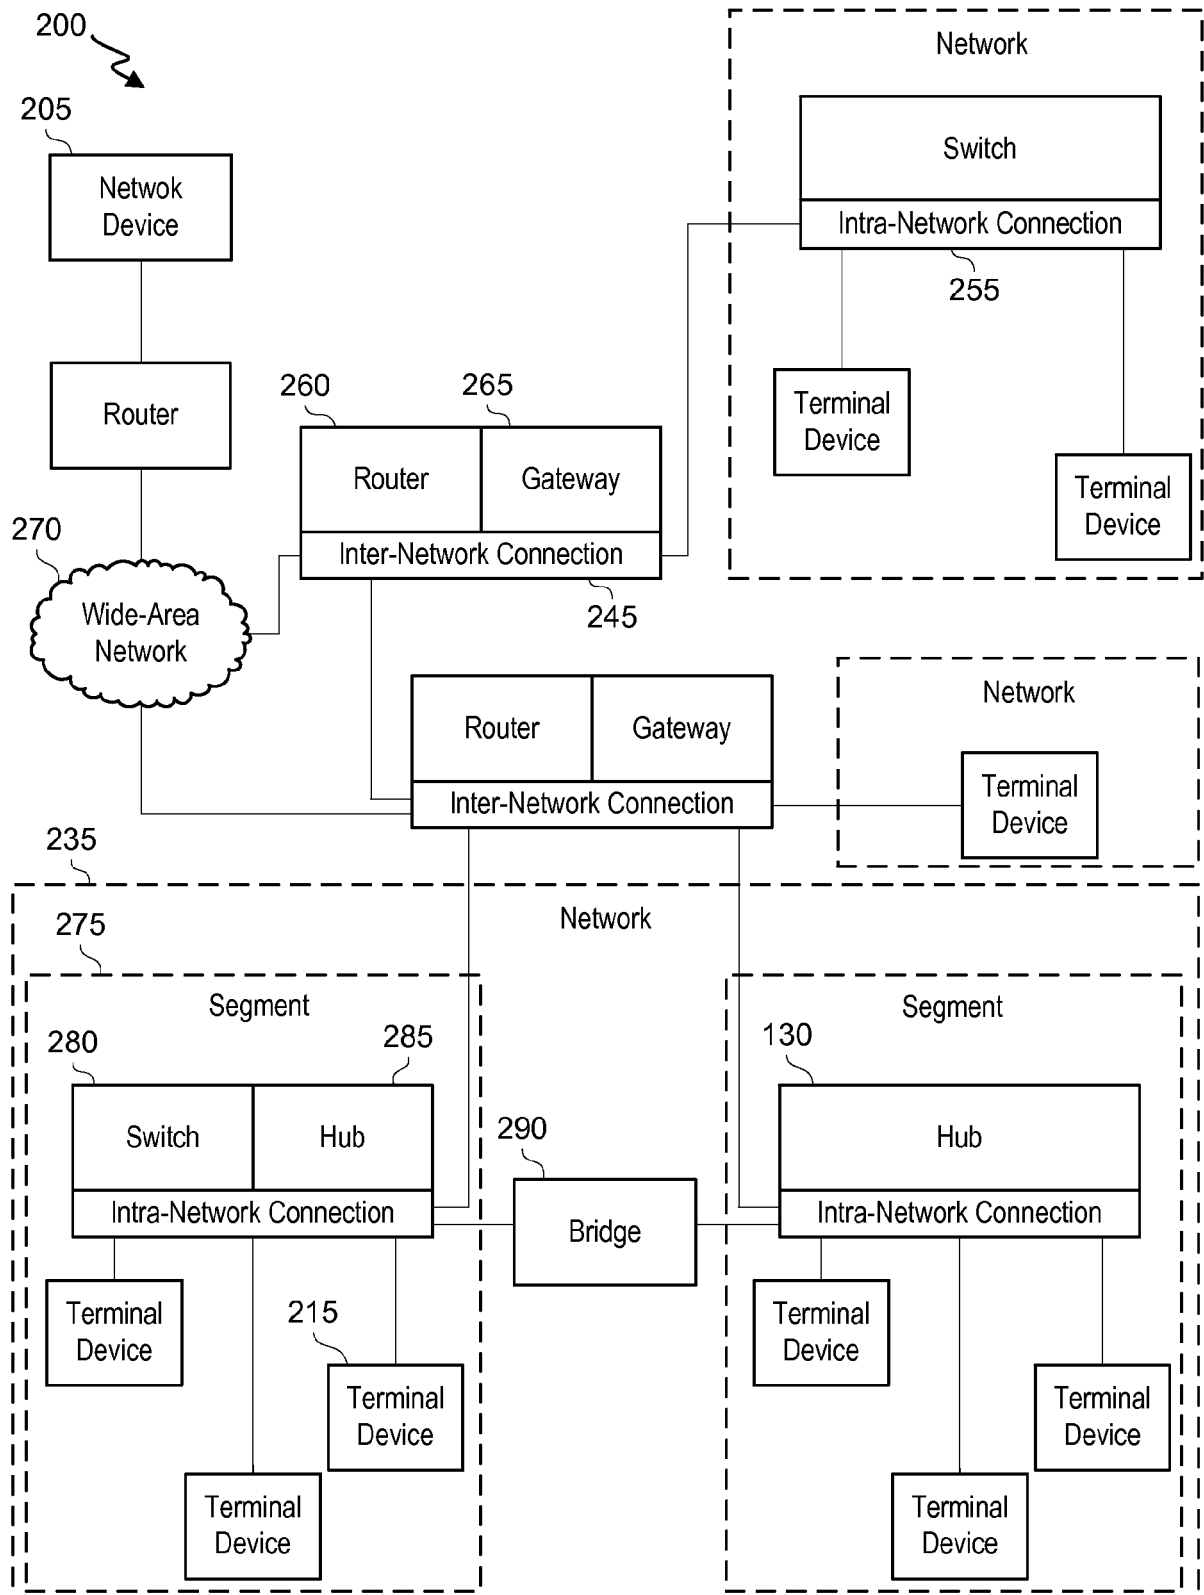 200
205
Netwok
Device
Router
270
Wide-Area
Network
260
265
Router
Gateway
Inter-Network Connection
245
Network
Switch
Intra-Network Connection
255
Terminal
Device
Terminal
Device
Router
Gateway
Inter-Network Connection
Network
Terminal
Device
235
Network
275
Segment
280
285
Switch
Hub
Intra-Network Connection
Terminal
Device
215
Terminal
Device
Terminal
Device
290
Bridge
Segment
130
Hub
Intra-Network Connection
Terminal
Device
Terminal
Device
Terminal
Device